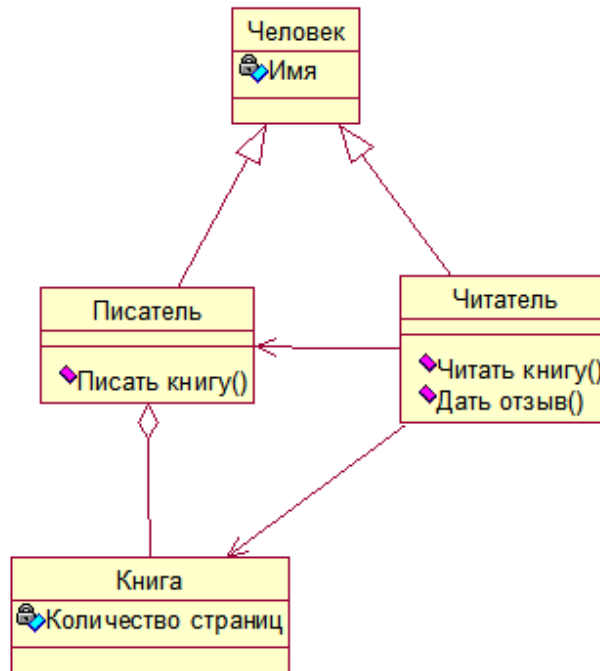 Человек
Имя
Писатель
Писать книгу()
Читатель
Читать книгу()
Дать отзыв()
Книга
Количество страниц